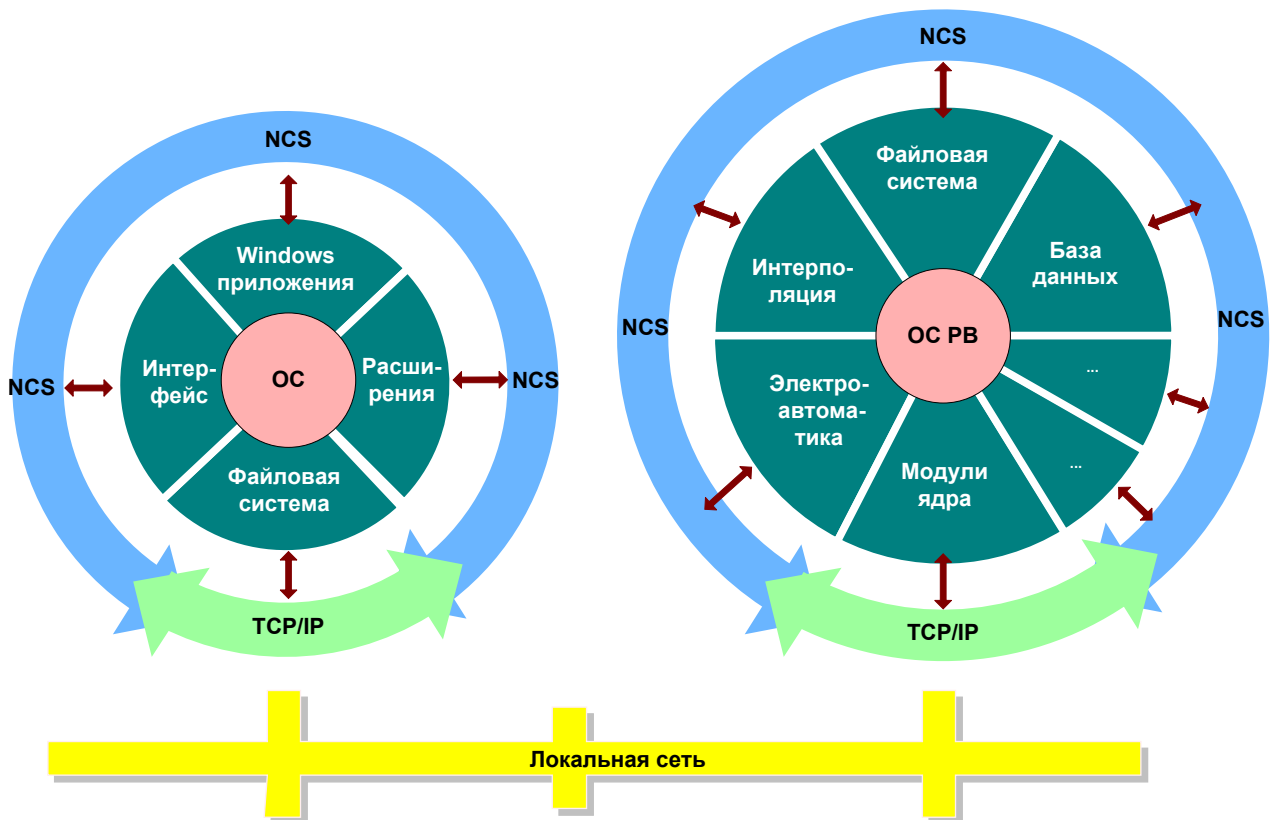 NCS
Windows
приложения
Интер-
фейс
ОС
Расши-
рения
NCS
NCS
Файловая
система
TCP/IP
NCS
Файловая
система
База
данных
Интерпо-
ляция
NCS
ОС РВ
NCS
...
Электро-
автома-
тика
...
Модули
ядра
TCP/IP
Локальная сеть